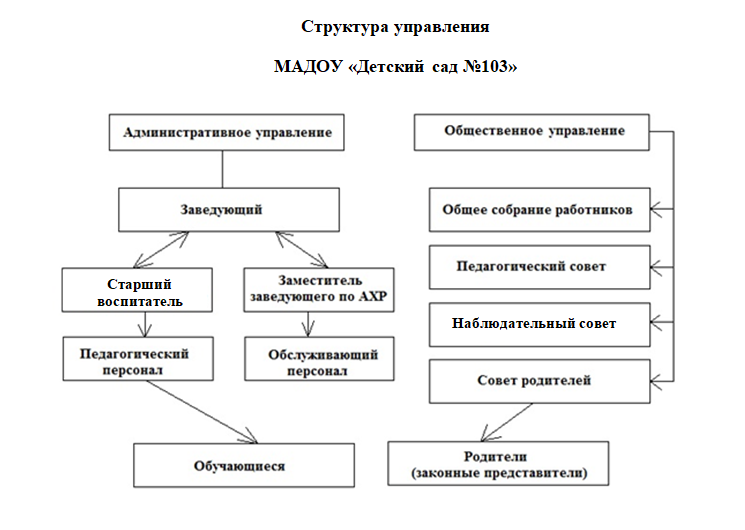 Структура управления
МАДОУ «Детский сад №103»
Административное управление
Общественное управление
Заведующий
Общее собрание работников
Педагогический совет
Старший
воспитатель
Заместитель
заведующего по АХР
Наблюдательный совет
Педагогический
персонал
Обслуживающий
персонал
Совет родителей
Обучающиеся
Родители
(законные представители)